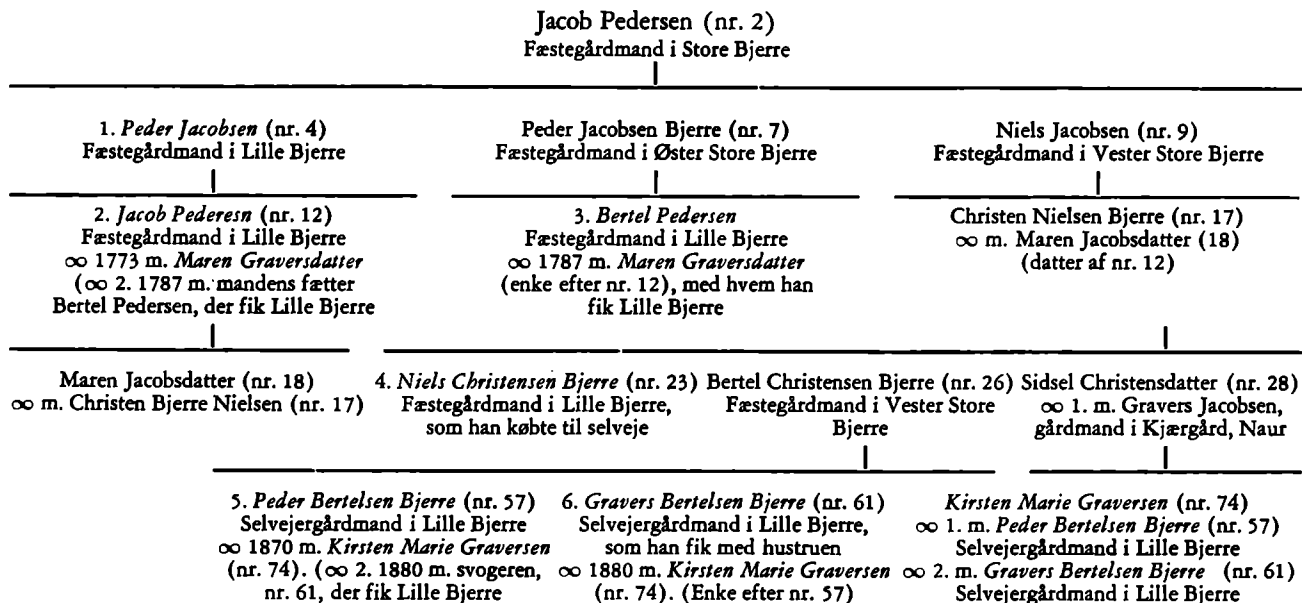 Jacob Pedersen (nr. 2)
Fæstegårdmand i Store Bjerre
1. Peder Jacobsen (nr. 4)
Fæstegårdmand i Lille Bjerre
Peder Jacobsen Bjerre (nr. 7)
Fæstegårdmand i Øster Store Bjerre
Niels Jacobsen (nr. 9)
Fæstegårdmand i Vester Store Bjerre
2. Jacob Pederesn (nr. 12)
Fæstegårdmand i Lille Bjerre
∞ 1773 m. Maren Graversdatter
(∞ 2. 1787 m. mandens fætter
Bertel Pedersen, der fik Lille Bjerre
3. Bertel Pedersen
Fæstegårdmand i Lille Bjerre
∞ 1787 m. Maren Graversdatter
(enke efter nr. 12), med hvem han
fik Lille Bjerre
Christen Nielsen Bjerre (nr. 17)
∞ m. Maren Jacobsdatter (18)
(datter af nr. 12)
Maren Jacobsdatter (nr. 18)
∞ m. Christen Bjerre Nielsen (nr. 17)
4. Niels Christensen Bjerre (nr. 23)
Fæstegårdmand i Lille Bjerre,
som han købte til selveje
Bertel Christensen Bjerre (nr. 26)
Fæstegårdmand i Vester Store
Bjerre
Sidsel Christensdatter (nr. 28)
∞ 1. m. Gravers Jacobsen,
gårdmand i Kjærgård, Naur
5. Peder Bertelsen Bjerre (nr. 57)
Selvejergårdmand i Lille Bjerre
∞ 1870 m. Kirsten Marie Graversen
(nr. 74). (∞ 2. 1880 m. svogeren,
nr. 61, der fik Lille Bjerre
6. Gravers Bertelsen Bjerre (nr. 61)
Selvejergårdmand i Lille Bjerre,
som han fik med hustruen
∞ 1880 m. Kirsten Marie Graversen
(nr. 74). (Enke efter nr. 57)
Kirsten Marie Graversen (nr. 74)
∞ 1. m. Peder Bertelsen Bjerre (nr. 57)
Selvejergårdmand i Lille Bjerre
∞ 2. m. Gravers Bertelsen Bjerre (nr. 61)
Selvejergårdmand i Lille Bjerre